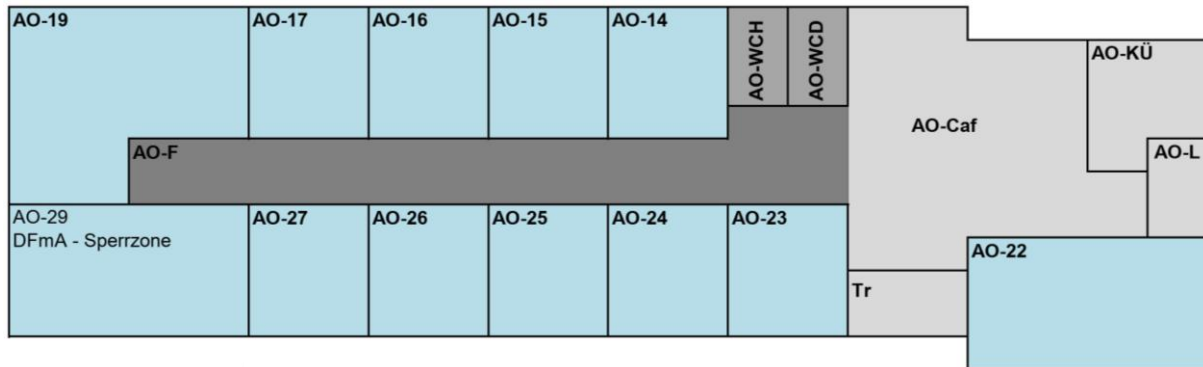 AO-19
AO-17
AO-16
AO-15
AO-14
AO-WCH
AO-WCD
AO-KÜ
AO-Caf
AO-F
AO-L
AO-29
DFmA - Sperrzone
AO-27
AO-26
AO-25
AO-24
AO-23
AO-22
Tr